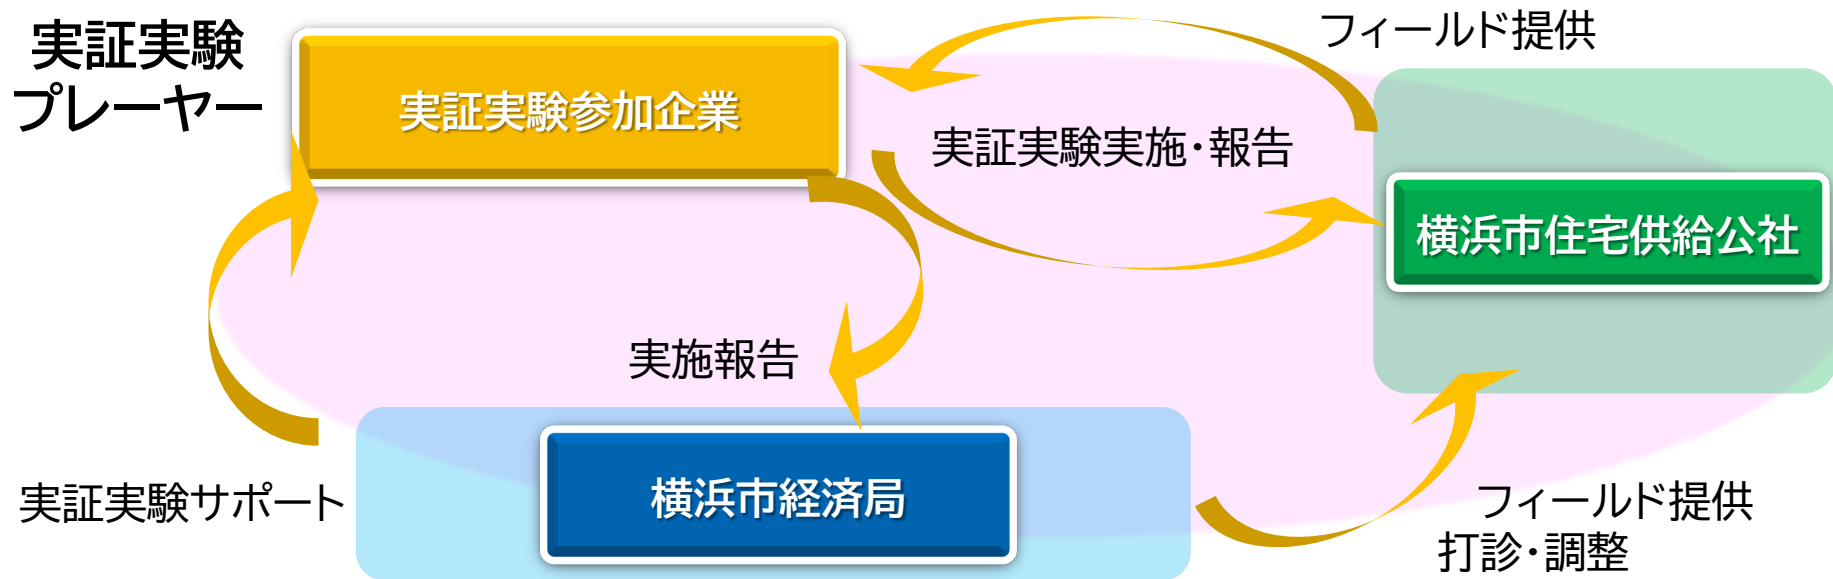 実証実験
プレーヤー
実証実験参加企業
フィールド提供
実証実験実施・報告
横浜市住宅供給公社
実施報告
横浜市経済局
実証実験サポート
フィールド提供
打診・調整